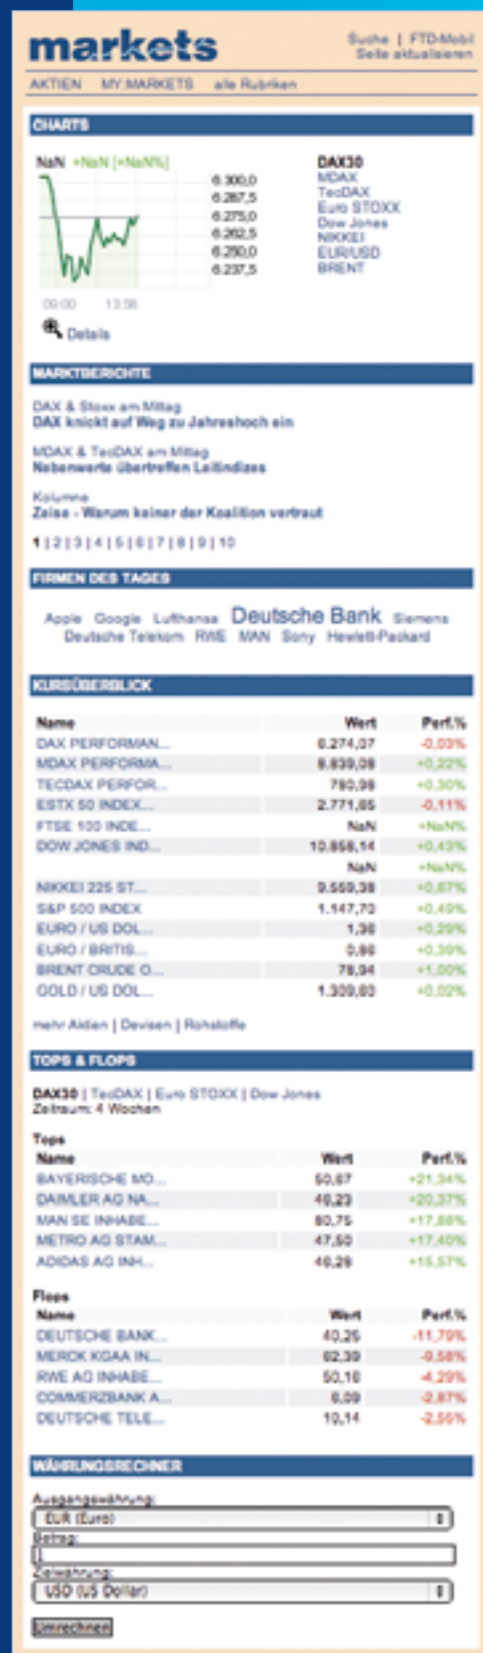 markets
Suche | FTD-Mobil
Seite aktualisieren
AKTIEN MY:MARKETS alle Rubriken
CHARTS
NaN +NaN [+NaN%]
6.300,0
6.287,5
6.275,0
6.262,5
6.250,0
6.237,5
09:00 13:56
Details
DAX30
MDAX
TecDAX
Euro STOXX
Dow Jones
NIKKEI
EUR/USD
BRENT
MARKTBERICHTE
DAX & Stoxx am Mittag
DAX knickt auf Weg zu Jahreshoch ein
MDAX & TecDAX am Mittag
Nebenwerte übertreffen Leitindizes
Kolumne
Zeise - Warum keiner der Koalition vertraut
1 | 2 | 3 | 4 | 5 | 6 | 7 | 8 | 9 | 10
FIRMEN DES TAGES
Apple Google Lufthansa Deutsche Bank Siemens
Deutsche Telekom RWE MAN Sony Hewlett-Packard
KURSÜBERBLICK
Name Wert Perf.%
DAX PERFORMAN... 6.274,07 -0,03%
MDAX PERFORMA... 8.839,08 +0,22%
TECDAX PERFOR... 780,98 +0,30%
ESTX 50 INDEX... 2.771,65 -0,11%
FTSE 100 INDE... NaN +NaN%
DOW JONES IND... 10.858,14 +0,43%
NaN +NaN%
NIKKEI 225 ST... 9.559,38 +0,67%
S&P 500 INDEX 1.147,70 +0,49%
EURO / US DOL... 1,36 +0,29%
EURO / BRITIS... 0,86 +0,39%
BRENT CRUDE O... 78,94 +1,00%
GOLD / US DOL... 1.309,60 +0,02%
mehr Aktien | Devisen | Rohstoffe
TOPS & FLOPS
DAX30 | TecDAX | Euro STOXX | Dow Jones
Zeitraum: 4 Wochen
Tops
Name Wert Perf.%
BAYERISCHE MO... 50,67 +21,34%
DAIMLER AG NA... 46,23 +20,37%
MAN SE INHABE... 80,75 +17,88%
METRO AG STAM... 47,50 +17,40%
ADIDAS AG INH... 46,28 +15,57%
Flops
Name Wert Perf.%
DEUTSCHE BANK... 40,25 -11,79%
MERCK KGAA IN... 62,39 -9,58%
RWE AG INHABE... 50,16 -4,29%
COMMERZBANK A... 6,09 -2,87%
DEUTSCHE TELE... 10,14 -2,55%
WÄHRUNGSRECHNER
Ausgangswährung:
EUR (Euro)
Betrag:
1
Zielwährung:
USD (US Dollar)
Umrechnen